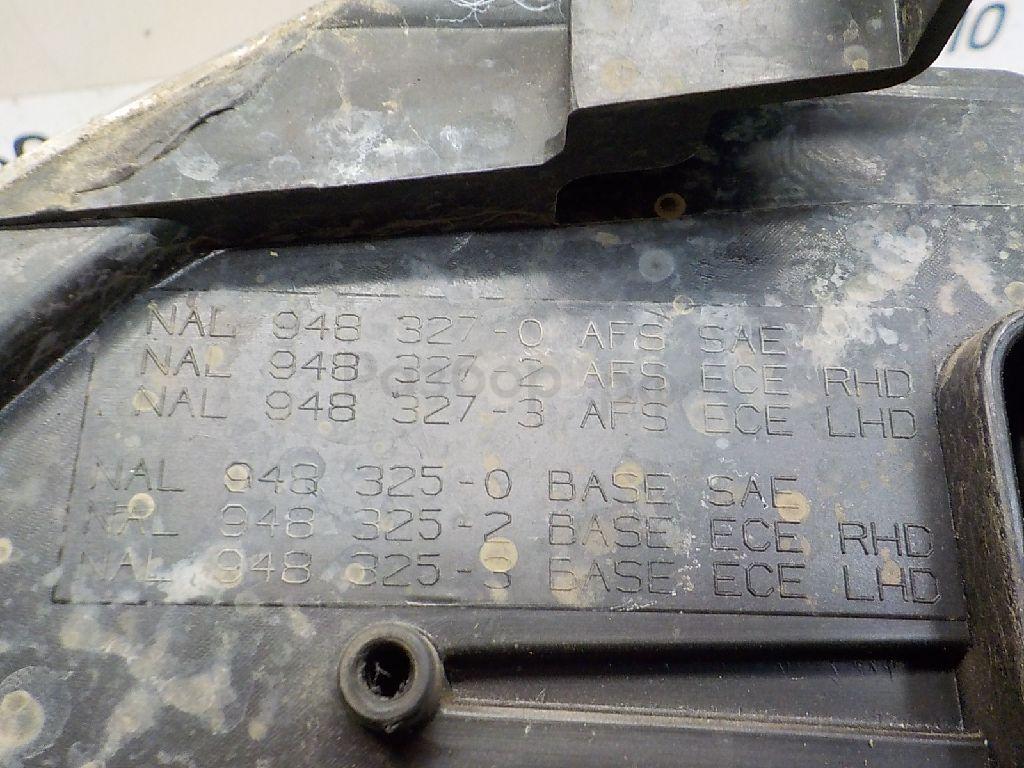 NAL 948 327-0 AFS SAE
NAL 948 327-2 AFS ECE RHD
NAL 948 327-3 AFS ECE LHD
NAL 948 325-0 BASE SAE
NAL 948 325-2 BASE ECE RHD
NAL 948 325-3 BASE ECE LHD